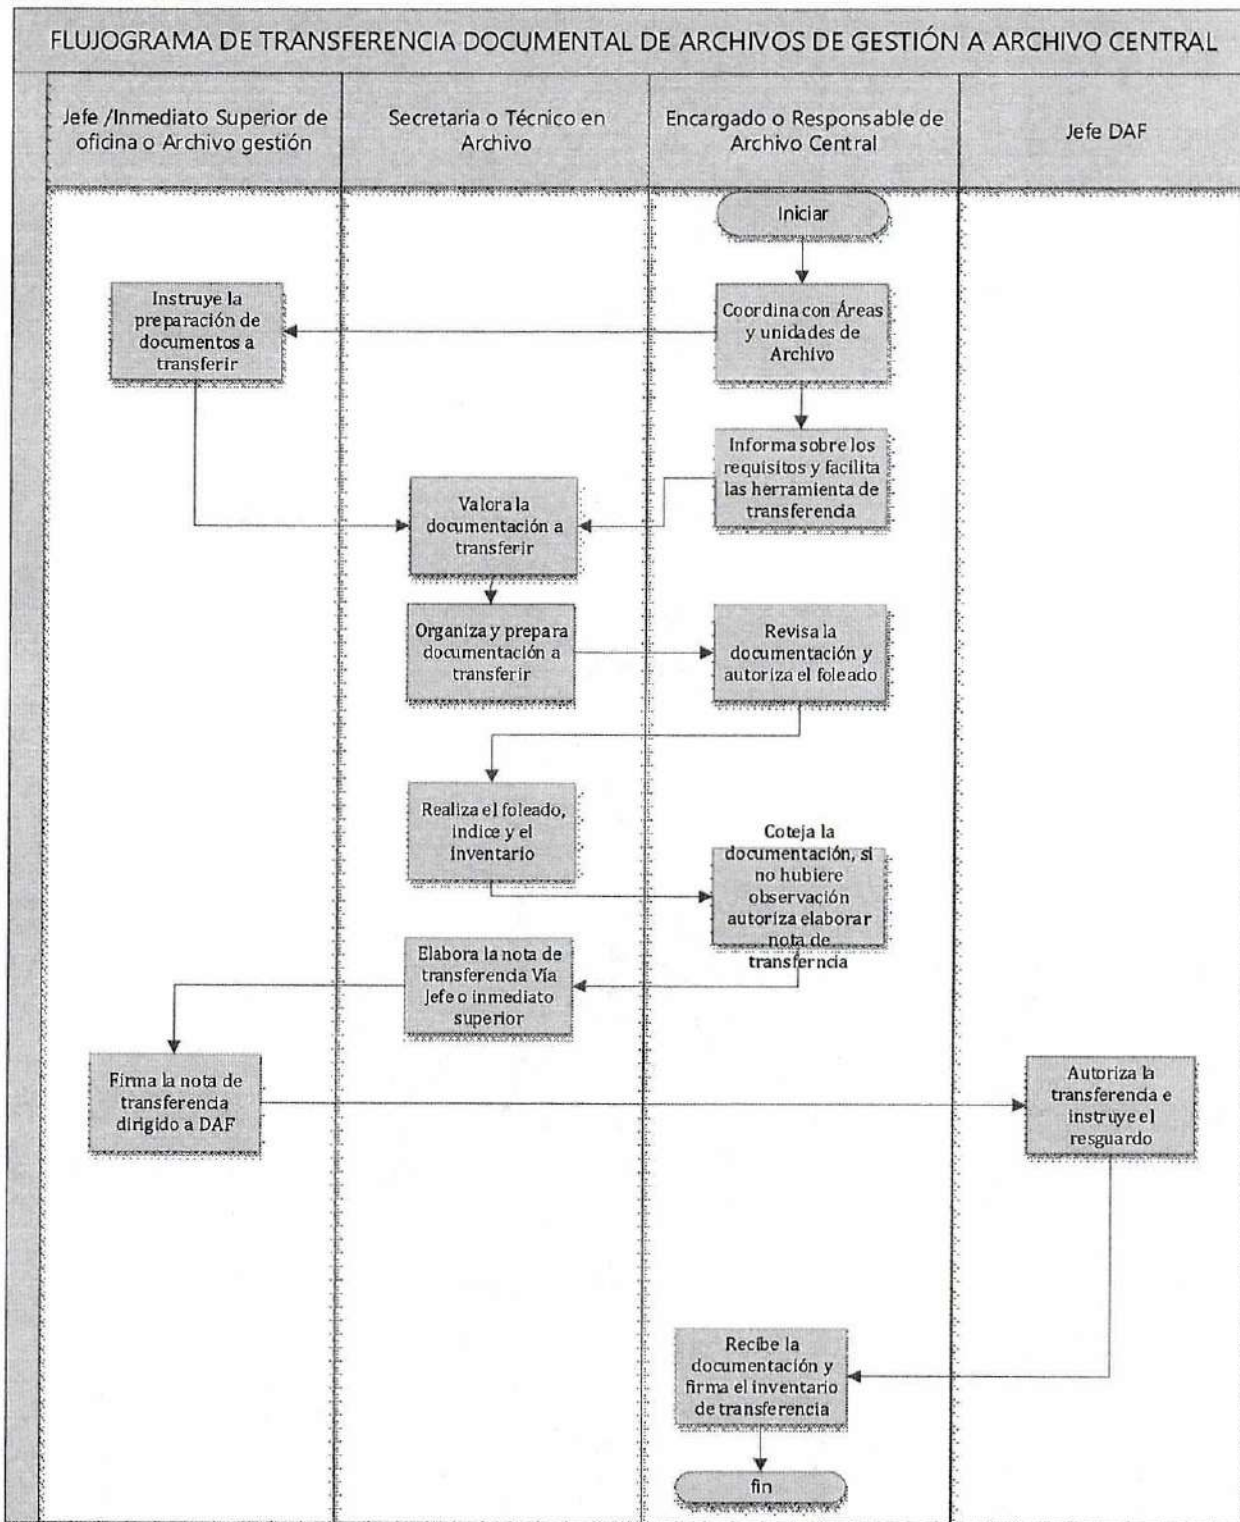 FLUJOGRAMA DE TRANSFERENCIA DOCUMENTAL DE ARCHIVOS DE GESTIÓN A ARCHIVO CENTRAL
Jefe /Inmediato Superior de
oficina o Archivo gestión
Secretaria o Técnico en
Archivo
Encargado o Responsable de
Archivo Central
Jefe DAF
Iniciar
Instruye la
preparación de
documentos a
transferir
Coordina con Áreas
y unidades de
Archivo
Informa sobre los
requisitos y facilita
las herramienta de
transferencia
Valora la
documentación a
transferir
Organiza y prepara
documentación a
transferir
Revisa la
documentación y
autoriza el foleado
Realiza el foleado,
indice y el
inventario
Coteja la
documentación, si
no hubiere
observación
autoriza elaborar
nota de
transferncia
Elabora la nota de
transferencia Vía
Jefe o inmediato
superior
Firma la nota de
transferencia
dirigido a DAF
Autoriza la
transferencia e
instruye el
resguardo
Recibe la
documentación y
firma el inventario
de transferencia
fin